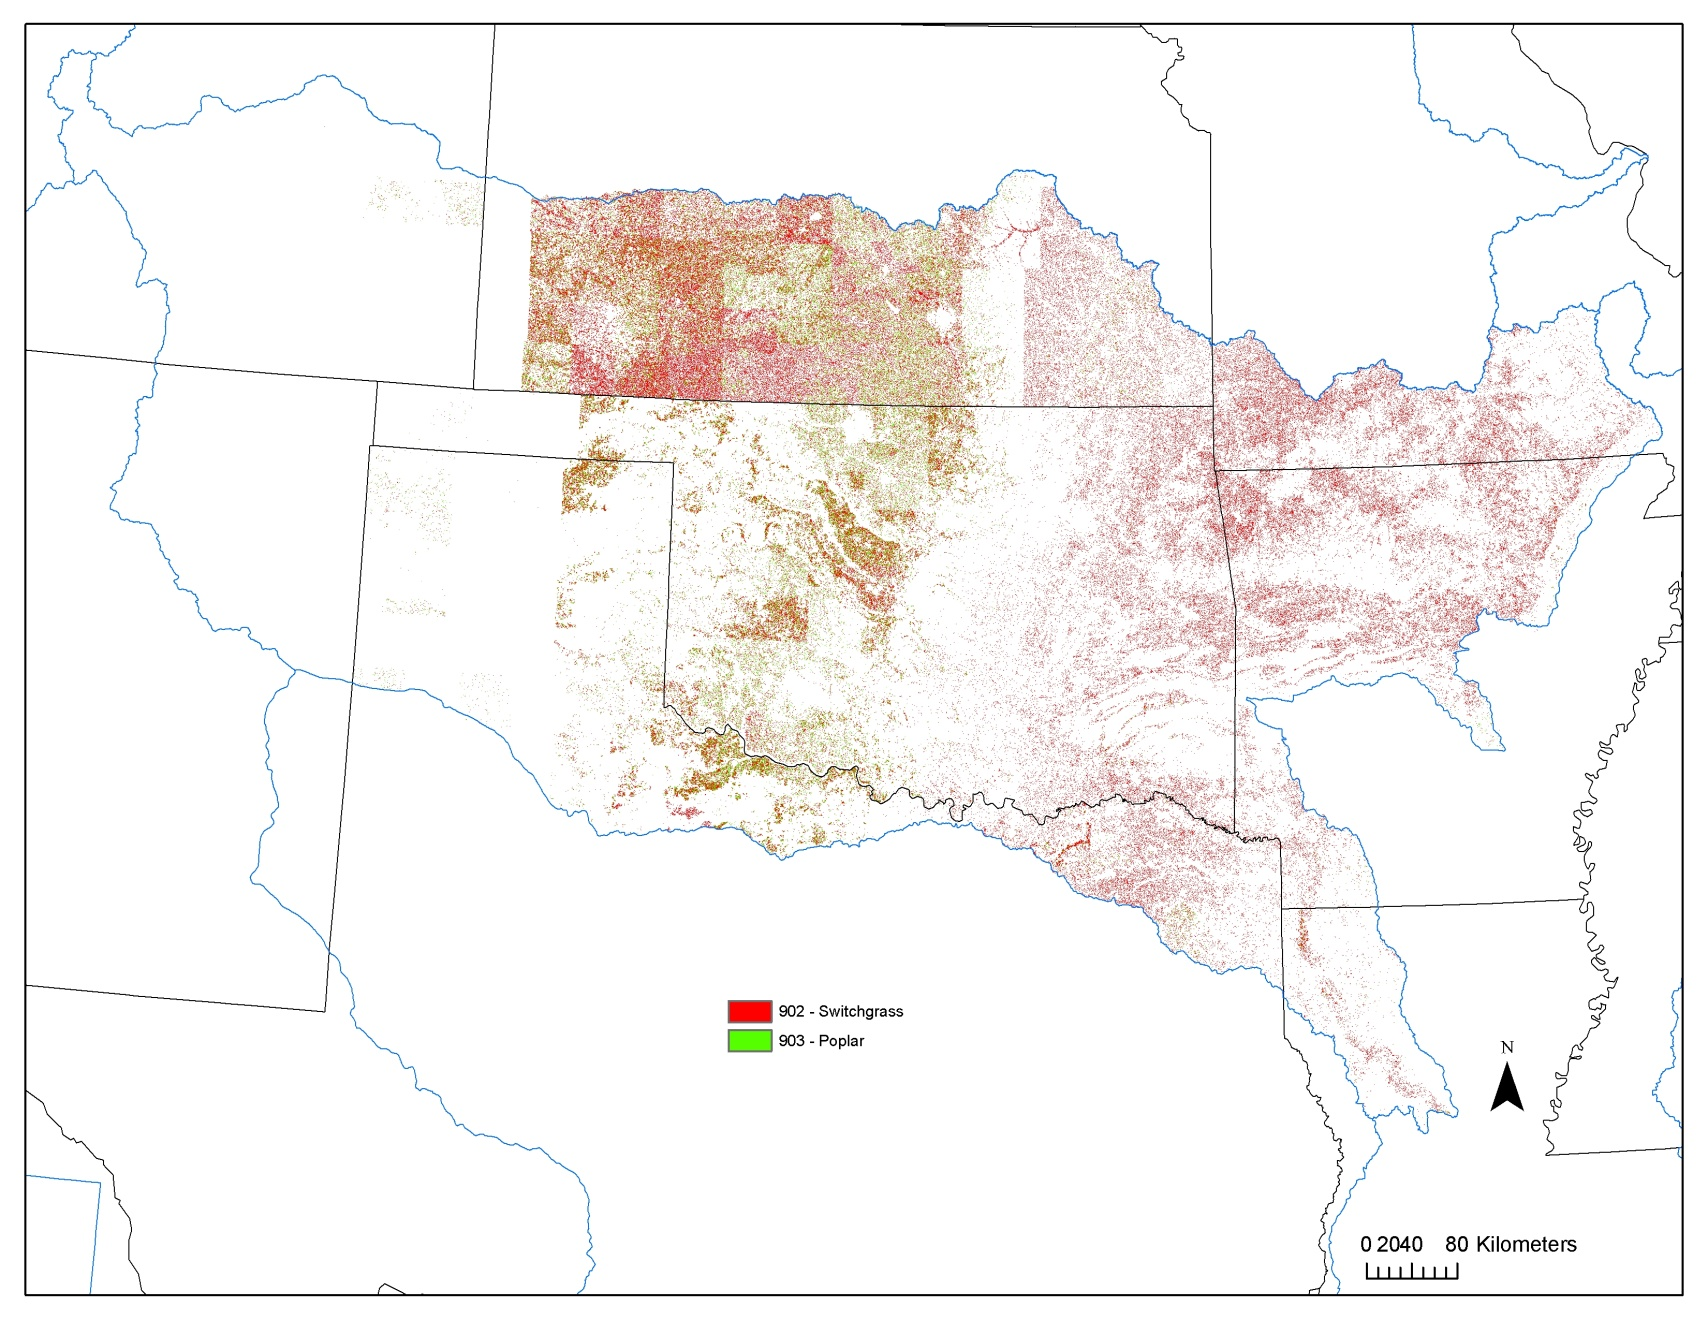 902 - Switchgrass
903 - Poplar
N
0 2040 80 Kilometers